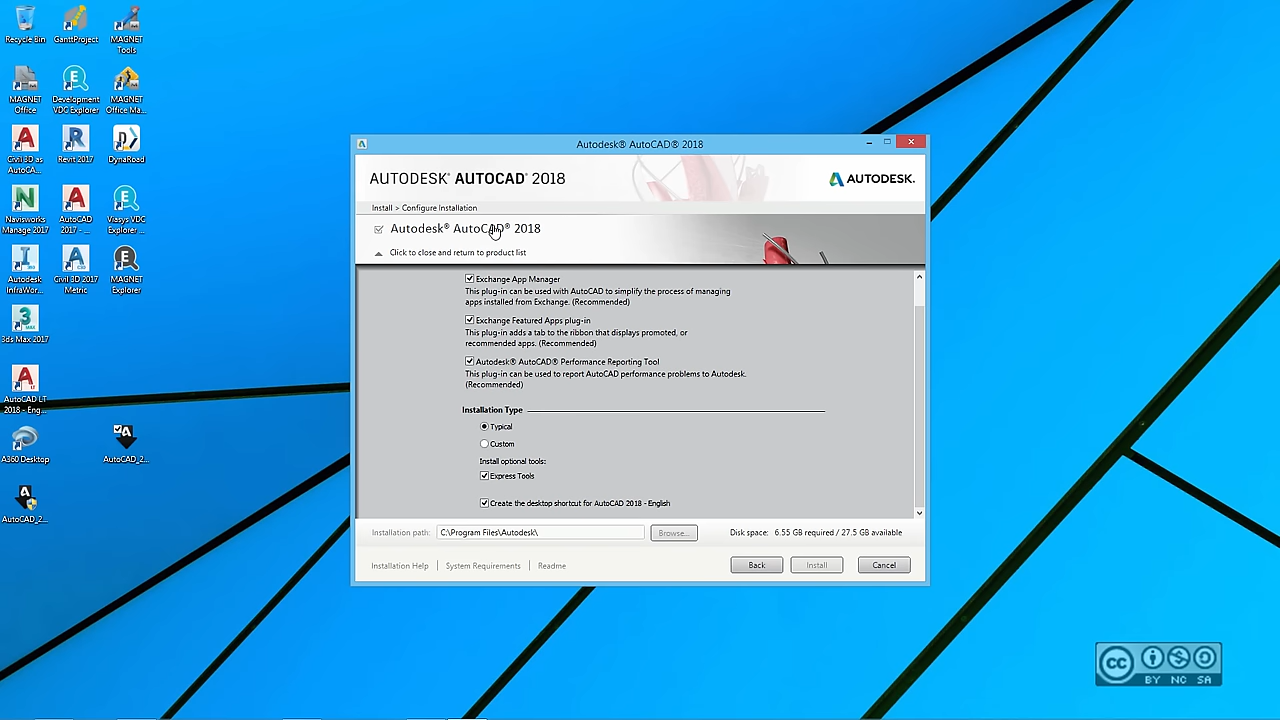 Recycle Bin
GanttProject
MAGNET
Tools
MAGNET
Office
Development
VDC Explorer
MAGNET
Office Ma...
Civil 3D as
AutoCA...
Revit 2017
DynaRoad
Navisworks
Manage 2017
AutoCAD
2017 - ...
Viasys VDC
Explorer ...
Autodesk
InfraWor...
Civil 3D 2017
Metric
MAGNET
Explorer
3ds Max 2017
AutoCAD LT
2018 - Eng...
A360 Desktop
AutoCAD_2...
AutoCAD_2...
Autodesk® AutoCAD® 2018
AUTODESK® AUTOCAD® 2018
AUTODESK.
Install > Configure Installation
Autodesk® AutoCAD® 2018
Click to close and return to product list
Exchange App Manager
This plug-in can be used with AutoCAD to simplify the process of managing
apps installed from Exchange. (Recommended)
Exchange Featured Apps plug-in
This plug-in adds a tab to the ribbon that displays promoted, or
recommended apps. (Recommended)
Autodesk® AutoCAD® Performance Reporting Tool
This plug-in can be used to report AutoCAD performance problems to Autodesk.
(Recommended)
Installation Type
Typical
Custom
Install optional tools:
Express Tools
Create the desktop shortcut for AutoCAD 2018 - English
Installation path: C:\Program Files\Autodesk\ Browse... Disk space: 6.55 GB required / 27.5 GB available
Installation Help System Requirements Readme Back Install Cancel
cc
BY NC SA